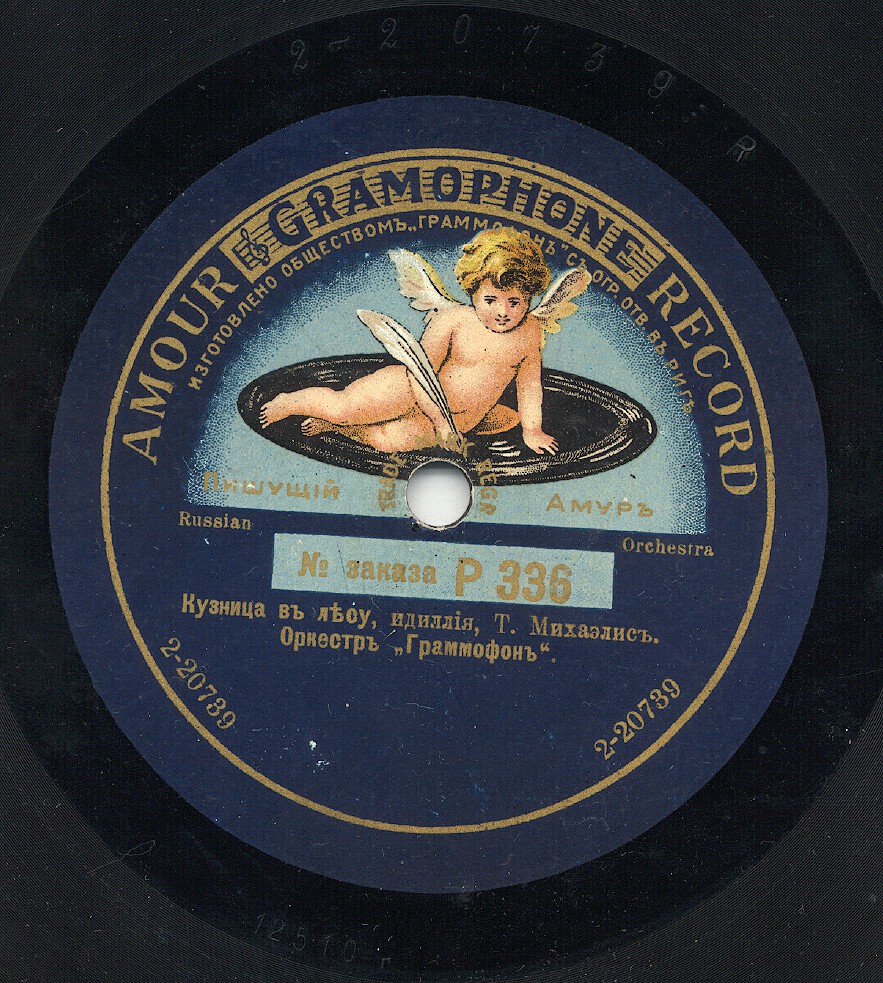 2-20739
AMOUR GRAMOPHONE RECORD
ИЗГОТОВЛЕНО ОБЩЕСТВОМЪ „ГРАММОФОНЪ" СЪ ОГР. ОТВ. ВЪ РИГѢ
Пишущій Амуръ
Russian Orchestra
№ заказа Р 336
Кузница въ лѣсу, идиллія, Т. Михаэлисъ.
Оркестръ „Граммофонъ“.
2-20739
2-20739
12510 r